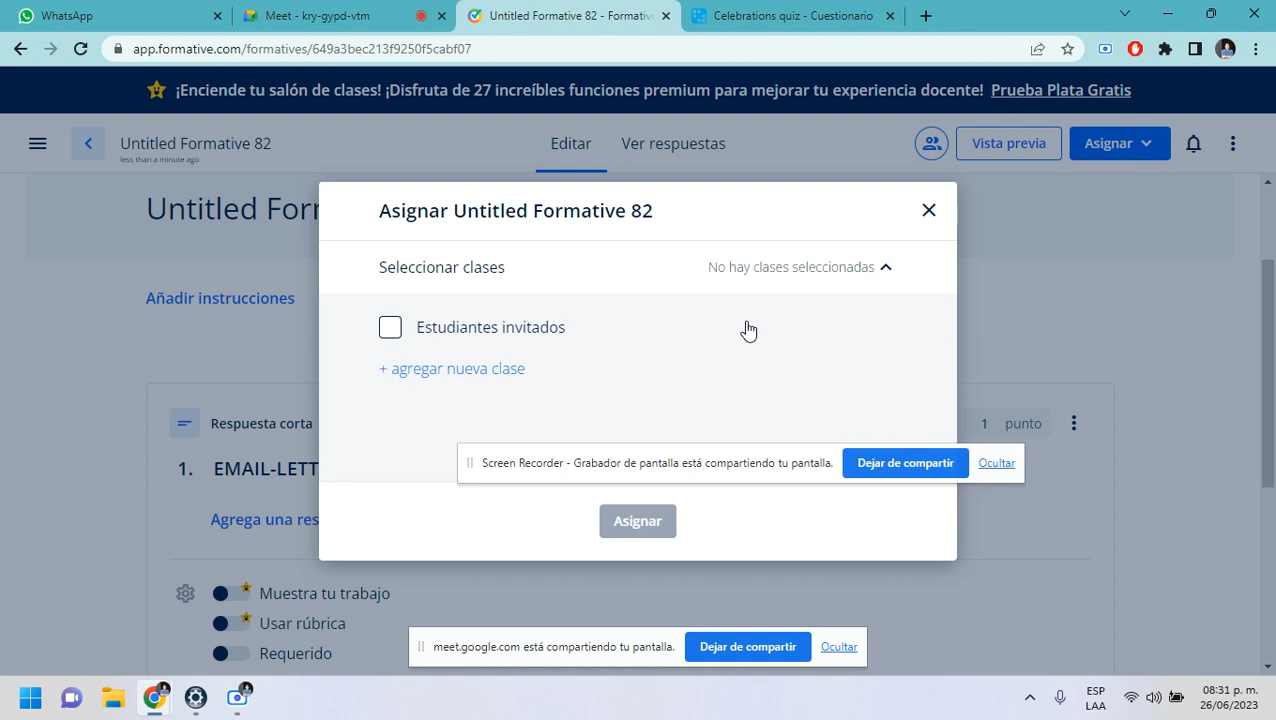 WhatsApp
Meet - kry-gypd-vtm
Untitled Formative 82 - Formativ
Celebrations quiz - Cuestionario
app.formative.com/formatives/649a3bec213f9250f5cabf07
¡Enciende tu salón de clases! ¡Disfruta de 27 increíbles funciones premium para mejorar tu experiencia docente! Prueba Plata Gratis
Untitled Formative 82
less than a minute ago
Editar
Ver respuestas
Vista previa
Asignar
Untitled Forr
Asignar Untitled Formative 82
Seleccionar clases
No hay clases seleccionadas
Añadir instrucciones
Estudiantes invitados
+ agregar nueva clase
Respuesta corta
1 punto
Screen Recorder - Grabador de pantalla está compartiendo tu pantalla.
Dejar de compartir
Ocultar
1. EMAIL-LETT
Agrega una res
Asignar
Muestra tu trabajo
Usar rúbrica
Requerido
meet.google.com está compartiendo tu pantalla.
Dejar de compartir
Ocultar
ESP
LAA
08:31 p. m.
26/06/2023